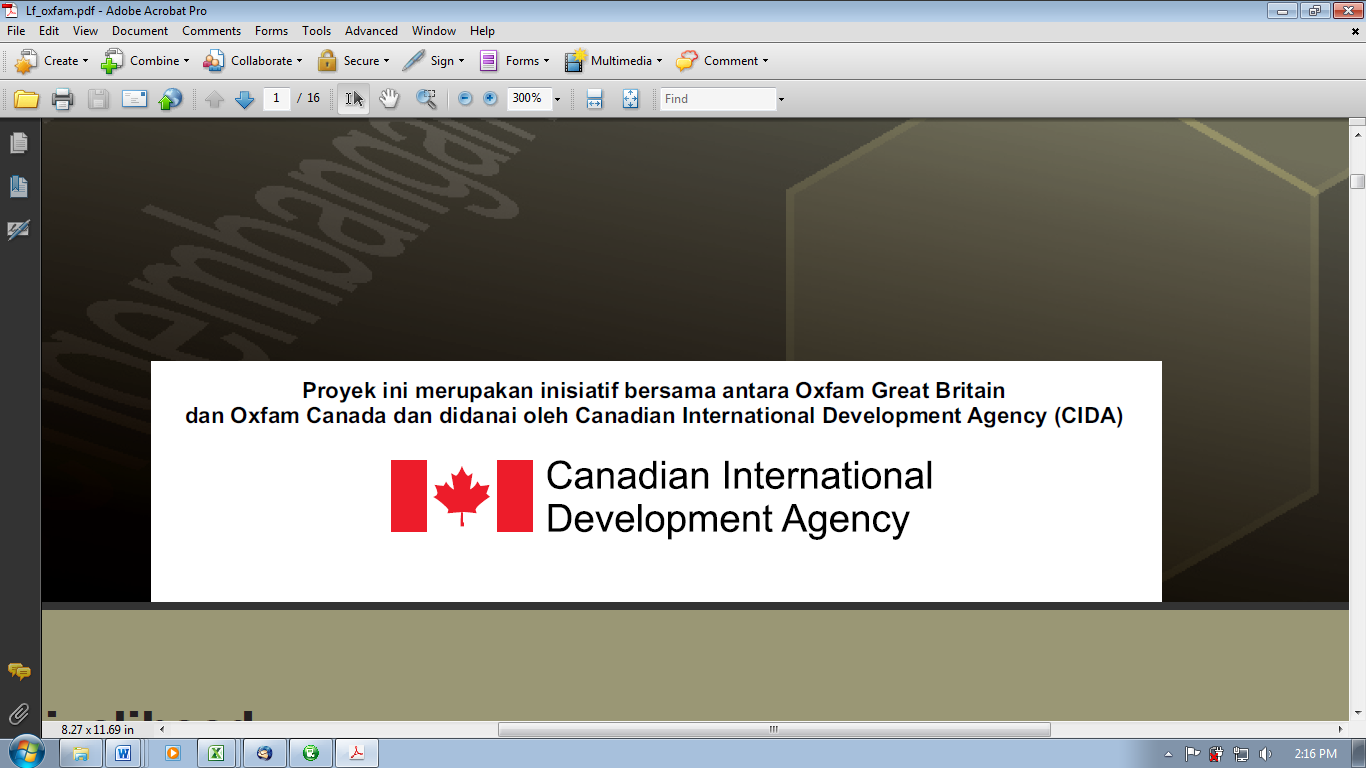 Lf_oxfam.pdf - Adobe Acrobat Pro
File Edit View Document Comments Forms Tools Advanced Window Help
Create Combine Collaborate Secure Sign Forms Multimedia Comment
1 / 16 300% Find
Proyek ini merupakan inisiatif bersama antara Oxfam Great Britain
dan Oxfam Canada dan didanai oleh Canadian International Development Agency (CIDA)
Canadian International
Development Agency
8.27 x 11.69 in
2:16 PM